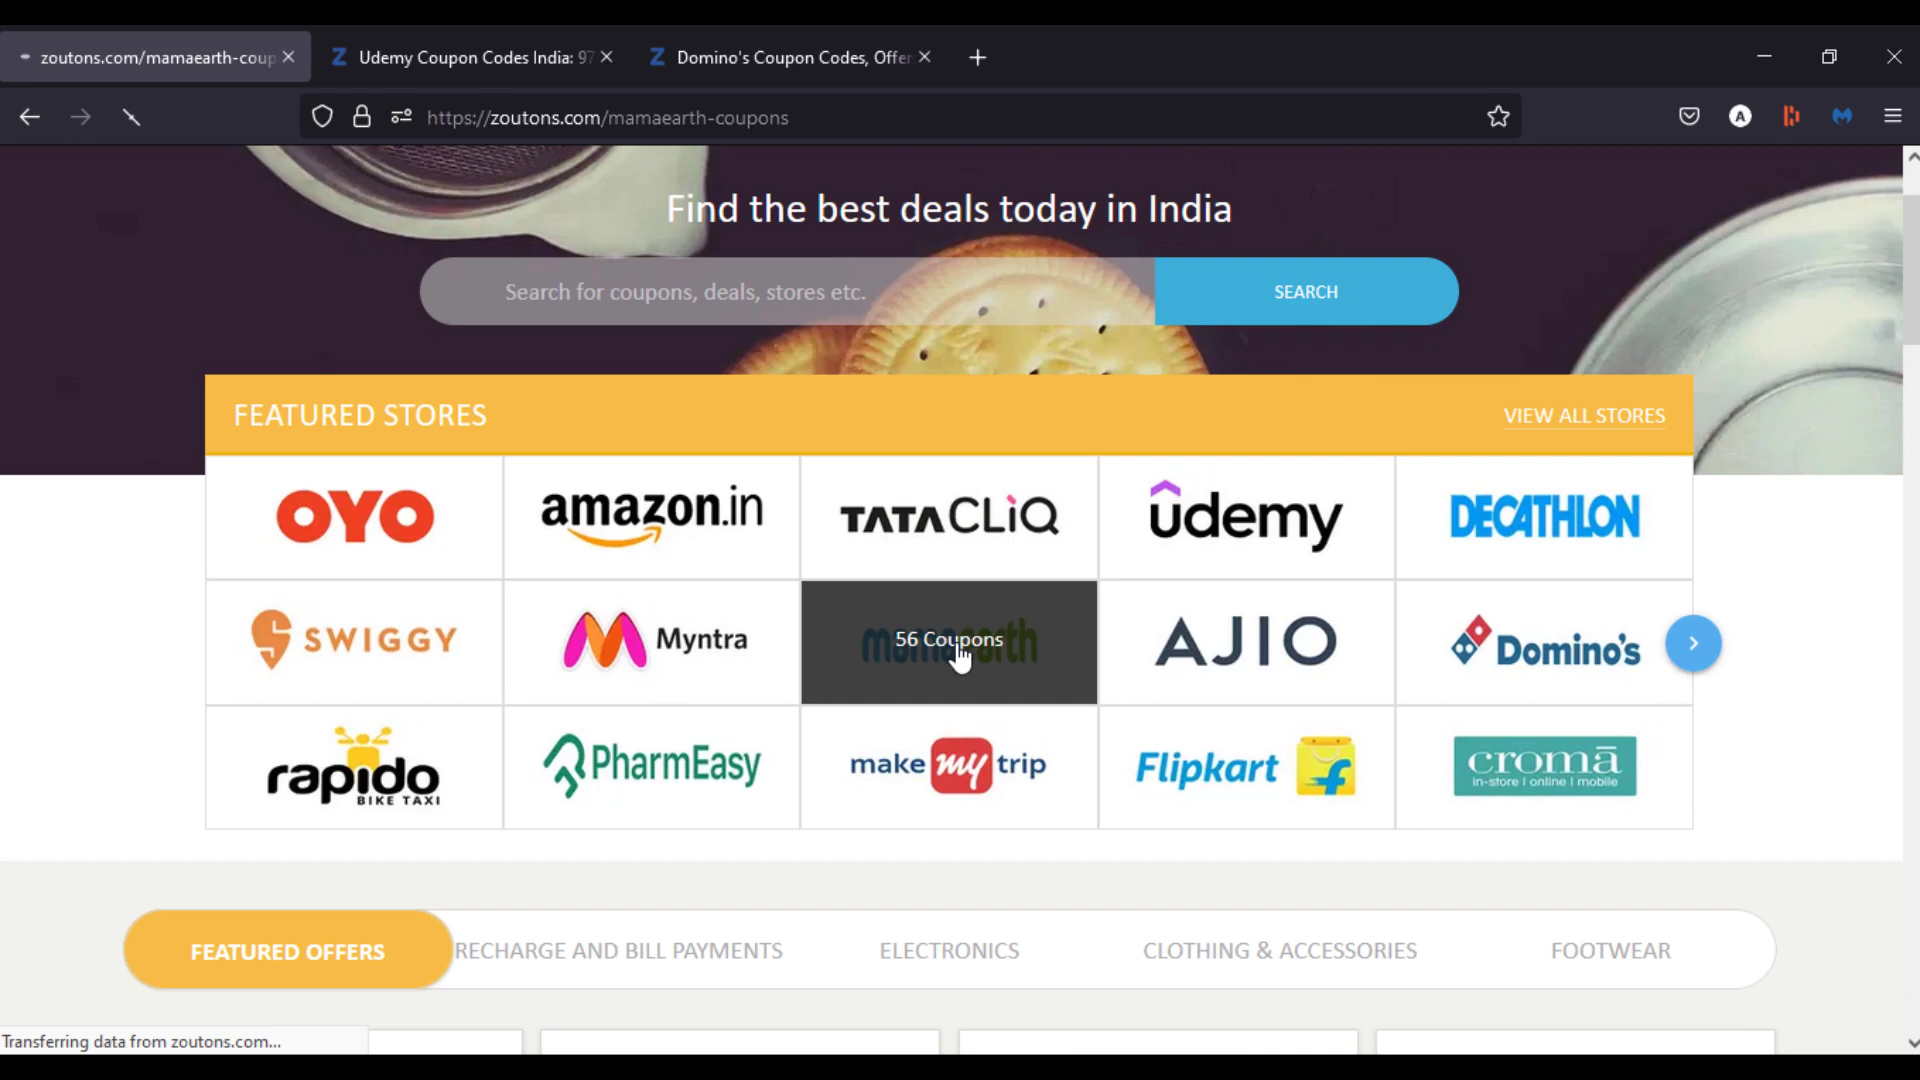 zoutons.com/mamaearth-coup
Udemy Coupon Codes India: 97
Domino's Coupon Codes, Offer
https://zoutons.com/mamaearth-coupons
A
Find the best deals today in India
Search for coupons, deals, stores etc.
SEARCH
FEATURED STORES
VIEW ALL STORES
OYO
amazon.in
TATA CLiQ
udemy
DECATHLON
SWIGGY
Myntra
mamaearth
56 Coupons
AJIO
Domino's
rapido
BIKE TAXI
PharmEasy
make my trip
Flipkart
cromā
in-store | online | mobile
FEATURED OFFERS
RECHARGE AND BILL PAYMENTS
ELECTRONICS
CLOTHING & ACCESSORIES
FOOTWEAR
Transferring data from zoutons.com...